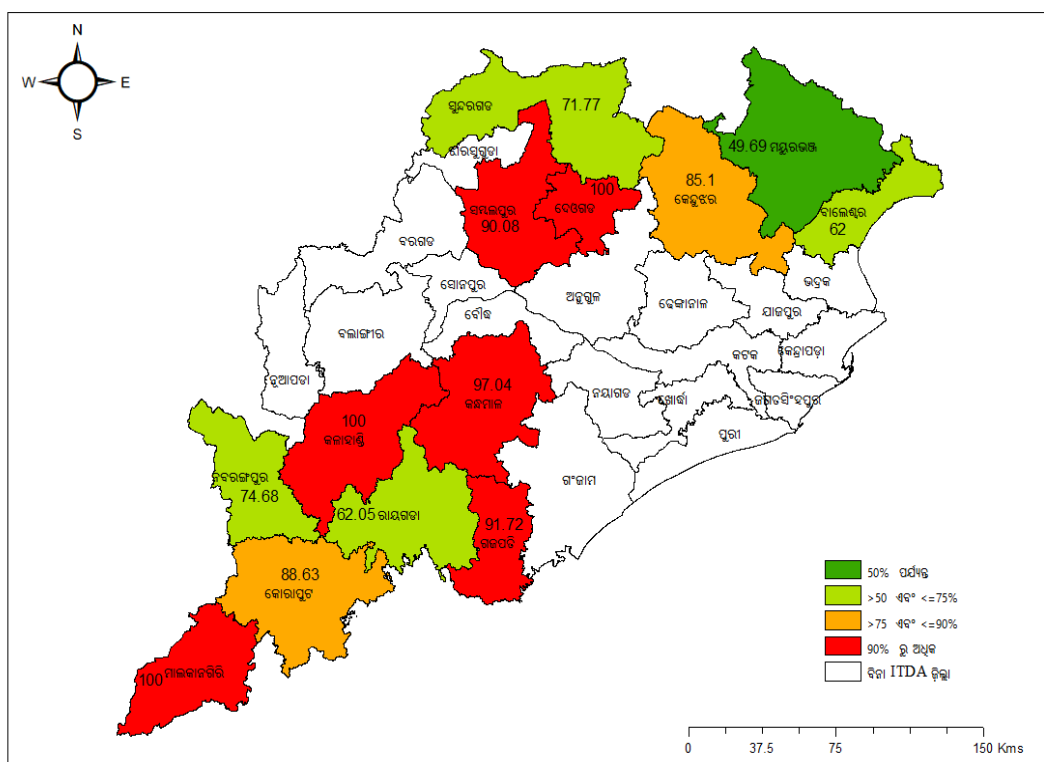 N
W E
S
ସୁନ୍ଦରଗଡ
71.77
ଝାରସୁଗୁଡା
49.69 ମୟୂରଭଞ୍ଜ
85.1
କେନ୍ଦୁଝର
ବାଲେଶ୍ଵର
62
100
ଦେଓଗଡ
ସମ୍ବଲପୁର
90.08
ବରଗଡ
ସୋନପୁର
ଅନୁଗୁଳ
ଢେଙ୍କାନାଳ
ଭଦ୍ରକ
ଯାଜପୁର
ବୌଦ୍ଧ
ବଲାଙ୍ଗୀର
କଟକ
କେନ୍ଦ୍ରାପଡା
ନୂଆପଡା
97.04
କନ୍ଧମାଳ
ନୟାଗଡ
ଖୋର୍ଦ୍ଧା
ଜଗତସିଂହପୁର
ପୁରୀ
100
କଳାହାଣ୍ଡି
ଗଂଜାମ
ନବରଙ୍ଗପୁର
74.68
62.05 ରାୟଗଡା
91.72
ଗଜପତି
88.63
କୋରାପୁଟ
100 ମାଲକାନଗିରି
50% ପର୍ଯ୍ୟନ୍ତ
>50 ଏବଂ <=75%
>75 ଏବଂ <=90%
90% ରୁ ଅଧିକ
ବିନା ITDA ଜିଲ୍ଲା
0 37.5 75 150 Kms